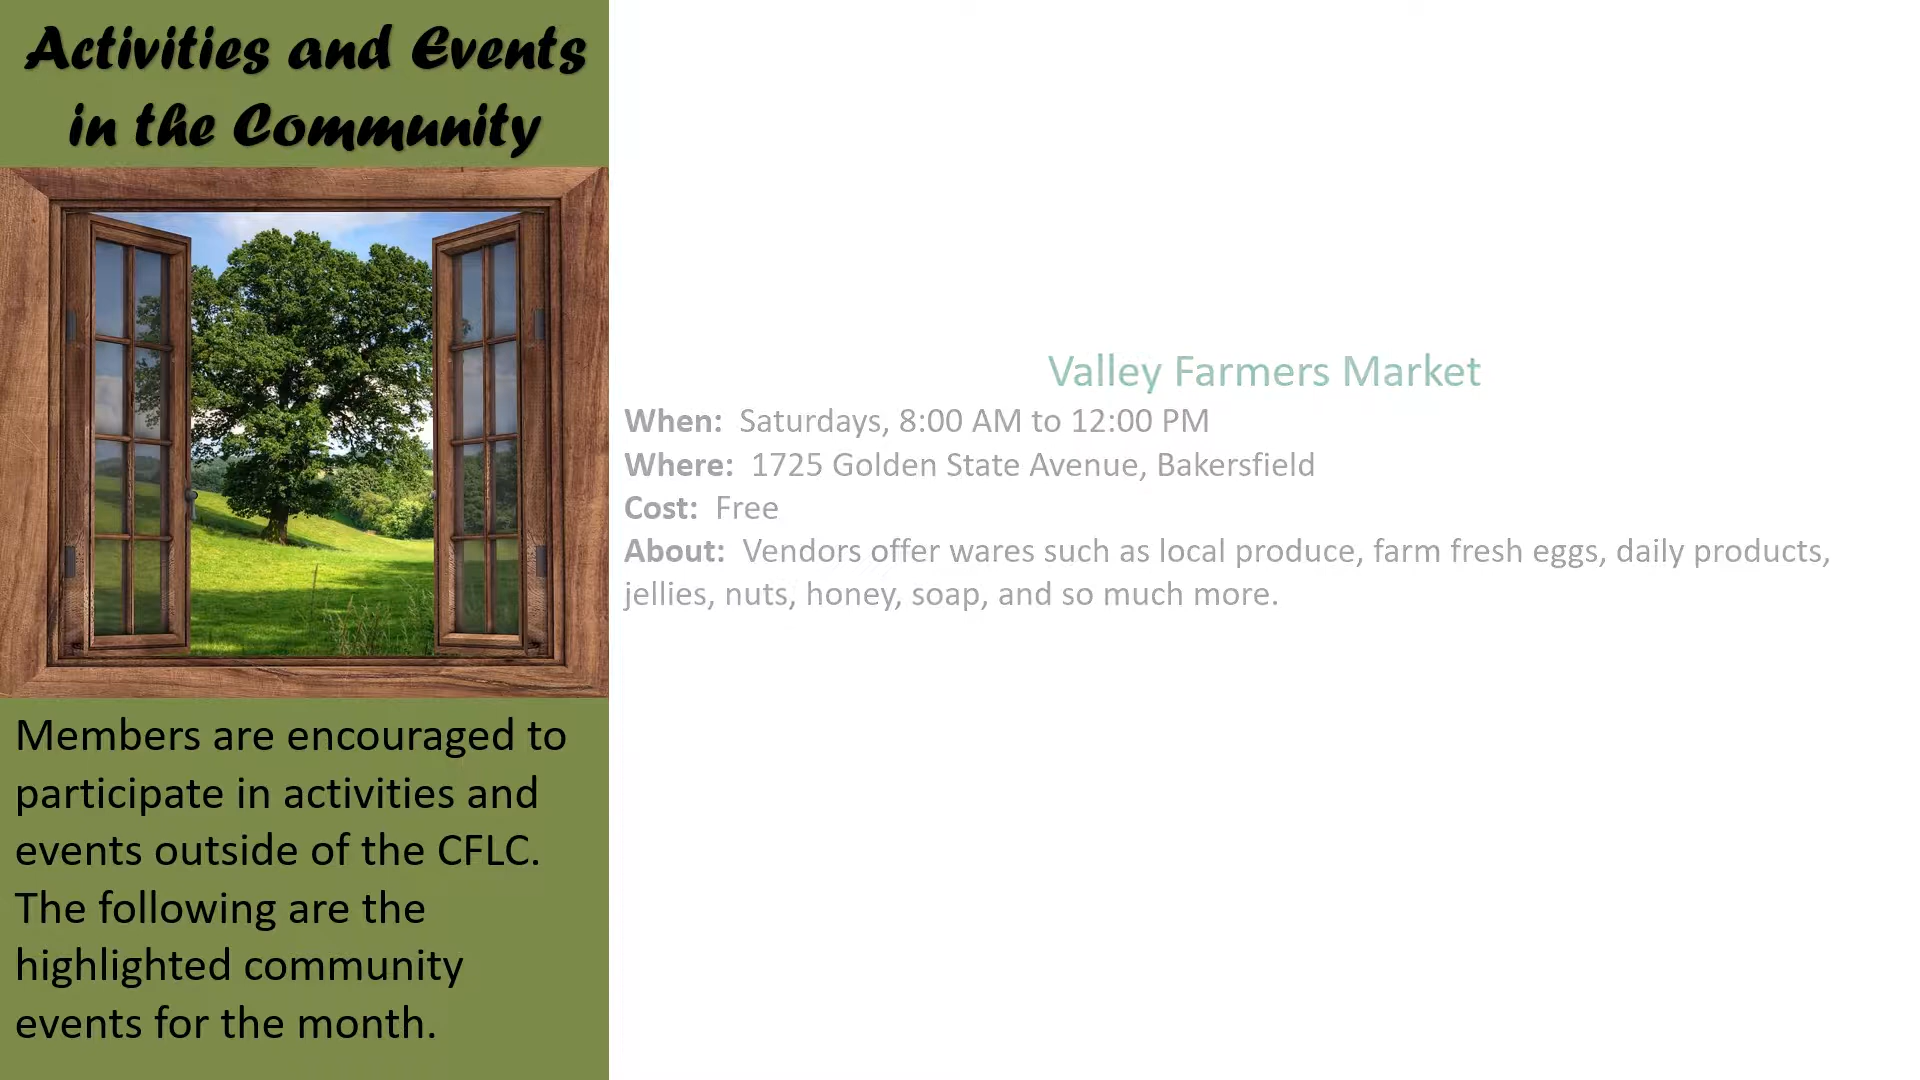 Activities and Events
in the Community
Members are encouraged to
participate in activities and
events outside of the CFLC.
The following are the
highlighted community
events for the month.
Valley Farmers Market
When: Saturdays, 8:00 AM to 12:00 PM
Where: 1725 Golden State Avenue, Bakersfield
Cost: Free
About: Vendors offer wares such as local produce, farm fresh eggs, daily products,
jellies, nuts, honey, soap, and so much more.